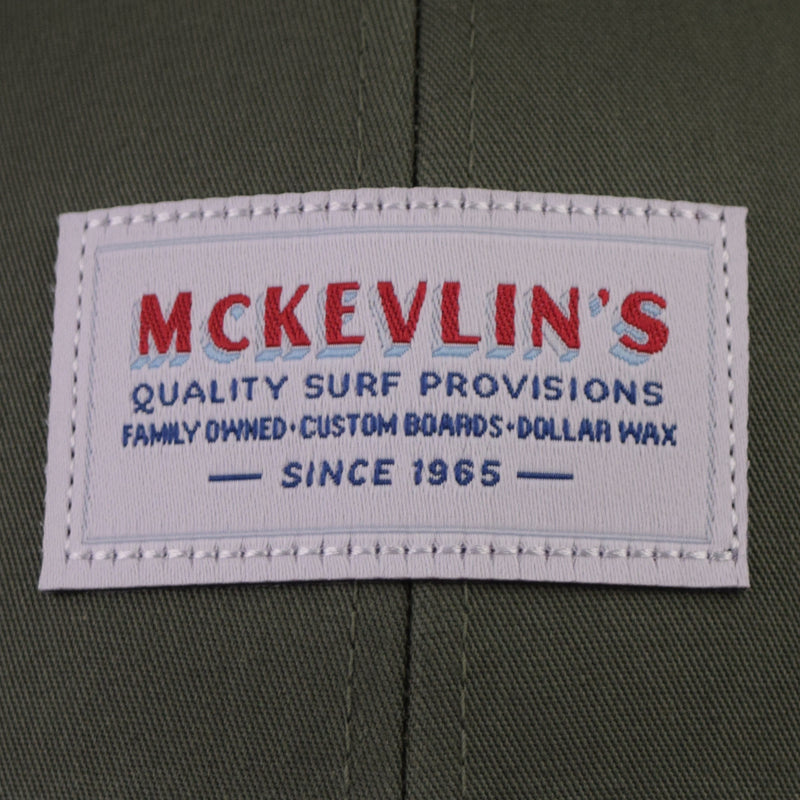 MCKEVLIN'S
QUALITY SURF PROVISIONS
FAMILY OWNED • CUSTOM BOARDS • DOLLAR WAX
— SINCE 1965 —